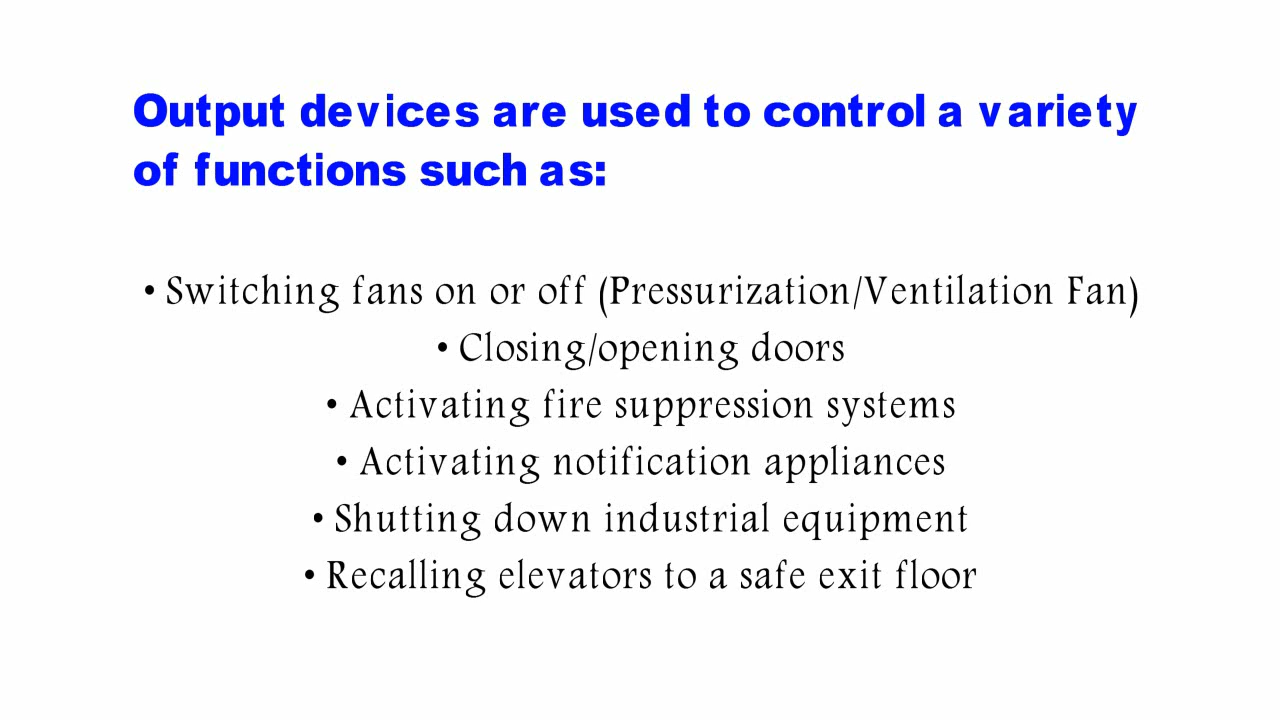 Output devices are used to control a variety
of functions such as:
• Switching fans on or off (Pressurization/Ventilation Fan)
• Closing/opening doors
• Activating fire suppression systems
• Activating notification appliances
• Shutting down industrial equipment
• Recalling elevators to a safe exit floor